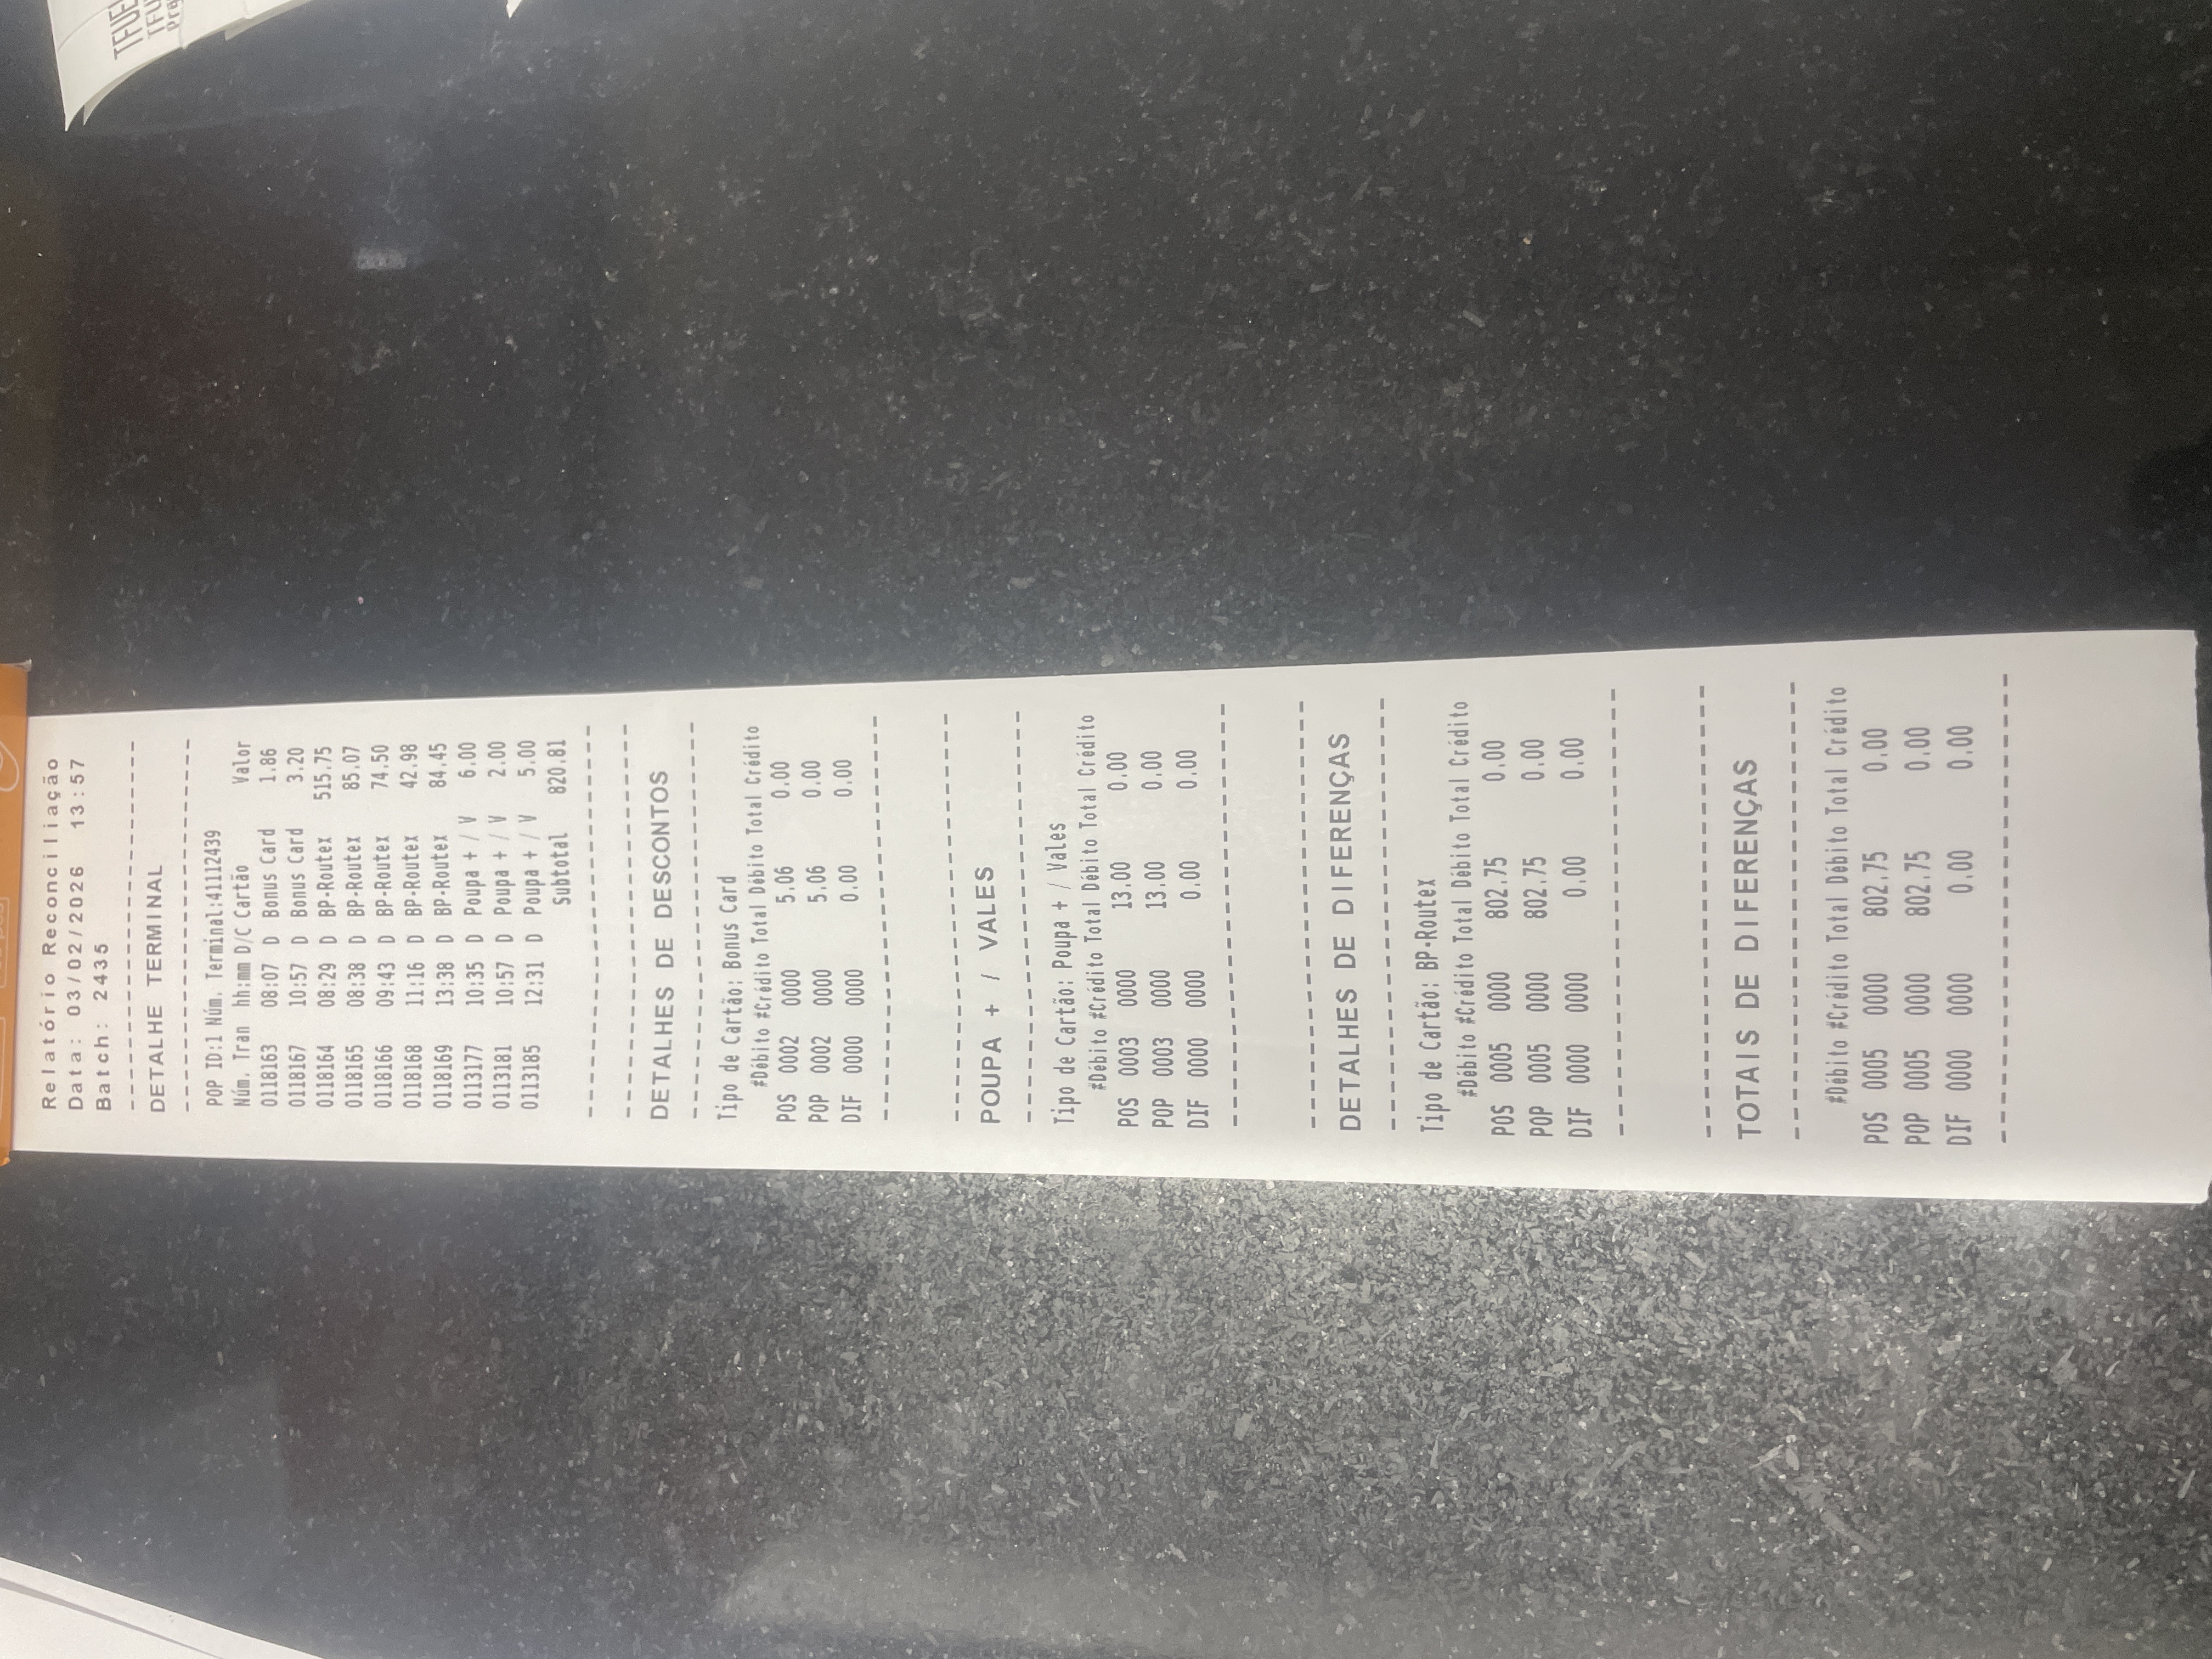 Relatório Reconciliação
Data: 03/02/2026 13:57
Batch: 2435
--------------------
DETALHE TERMINAL
--------------------
POP ID:1 Núm. Terminal:41112439
Núm. Tran hh:mm D/C Cartão Valor
0118163 08:07 D Bonus Card 1.86
0118167 10:57 D Bonus Card 3.20
0118164 08:29 D BP-Routex 515.75
0118165 08:38 D BP-Routex 85.07
0118166 09:43 D BP-Routex 74.50
0118168 11:16 D BP-Routex 42.98
0118169 13:38 D BP-Routex 84.45
0113177 10:35 D Poupa + / V 6.00
0113181 10:57 D Poupa + / V 2.00
0113185 12:31 D Poupa + / V 5.00
Subtotal 820.81
--------------------
--------------------
DETALHES DE DESCONTOS
--------------------
Tipo de Cartão: Bonus Card
#Débito #Crédito Total Débito Total Crédito
POS 0002 0000 5.06 0.00
POP 0002 0000 5.06 0.00
DIF 0000 0000 0.00 0.00
--------------------
--------------------
POUPA + / VALES
--------------------
Tipo de Cartão: Poupa + / Vales
#Débito #Crédito Total Débito Total Crédito
POS 0003 0000 13.00 0.00
POP 0003 0000 13.00 0.00
DIF 0000 0000 0.00 0.00
--------------------
--------------------
DETALHES DE DIFERENÇAS
--------------------
Tipo de Cartão: BP-Routex
#Débito #Crédito Total Débito Total Crédito
POS 0005 0000 802.75 0.00
POP 0005 0000 802.75 0.00
DIF 0000 0000 0.00 0.00
--------------------
--------------------
TOTAIS DE DIFERENÇAS
--------------------
#Débito #Crédito Total Débito Total Crédito
POS 0005 0000 802.75 0.00
POP 0005 0000 802.75 0.00
DIF 0000 0000 0.00 0.00
--------------------